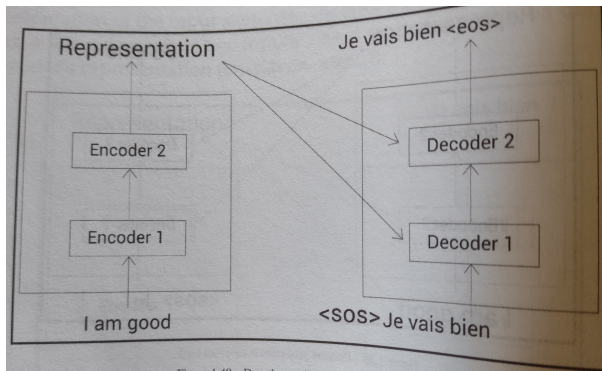 Representation
Je vais bien <eos>
Encoder 2
Decoder 2
Encoder 1
Decoder 1
I am good
<sos>Je vais bien